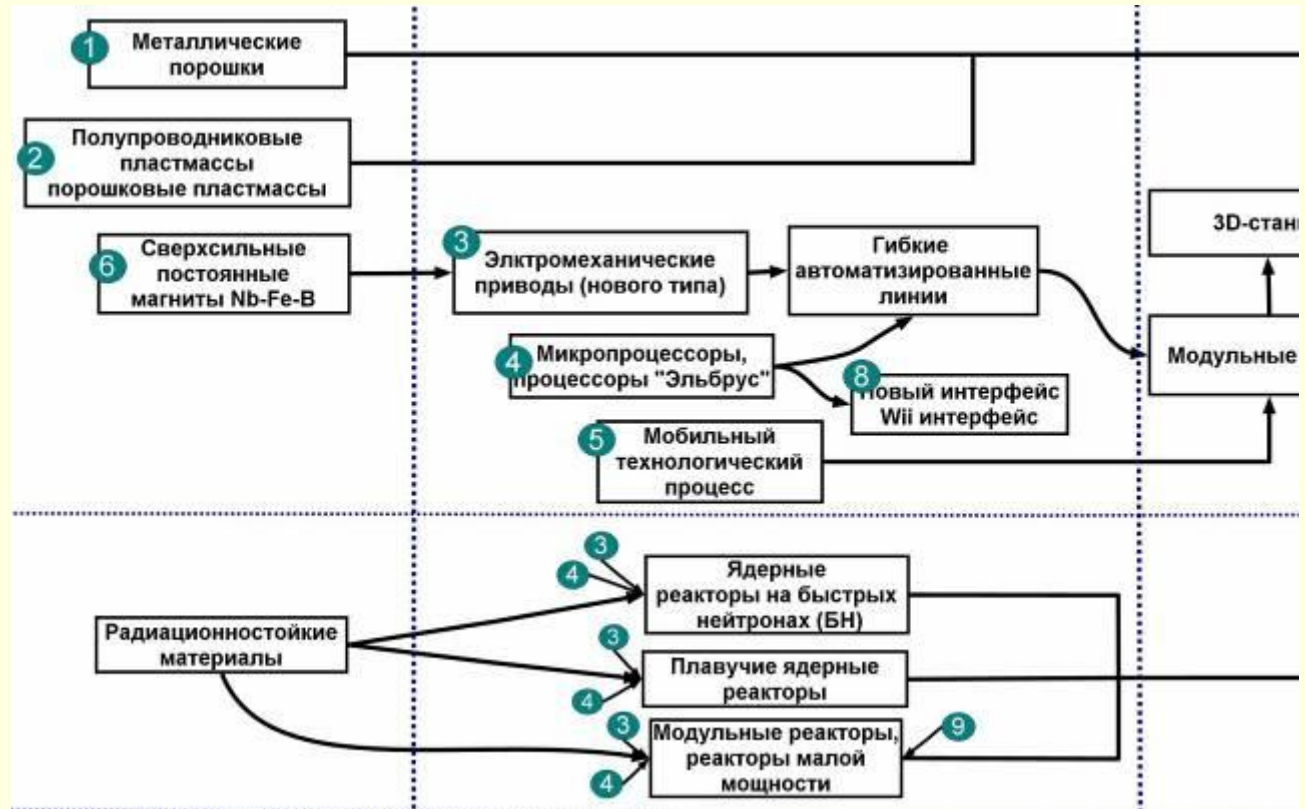 1
Металлические
порошки
2
Полупроводниковые
пластмассы
порошковые пластмассы
6
Сверхсильные
постоянные
магниты Nb-Fe-B
3
Элктромеханические
приводы (нового типа)
Гибкие
автоматизированные
линии
3D-стан
4
Микропроцессоры,
процессоры "Эльбрус"
Модульные
8
Новый интерфейс
Wii интерфейс
5
Мобильный
технологический
процесс
3
4
Ядерные
реакторы на быстрых
нейтронах (БН)
Радиационностойкие
материалы
3
4
Плавучие ядерные
реакторы
3
4
Модульные реакторы,
реакторы малой
мощности
9